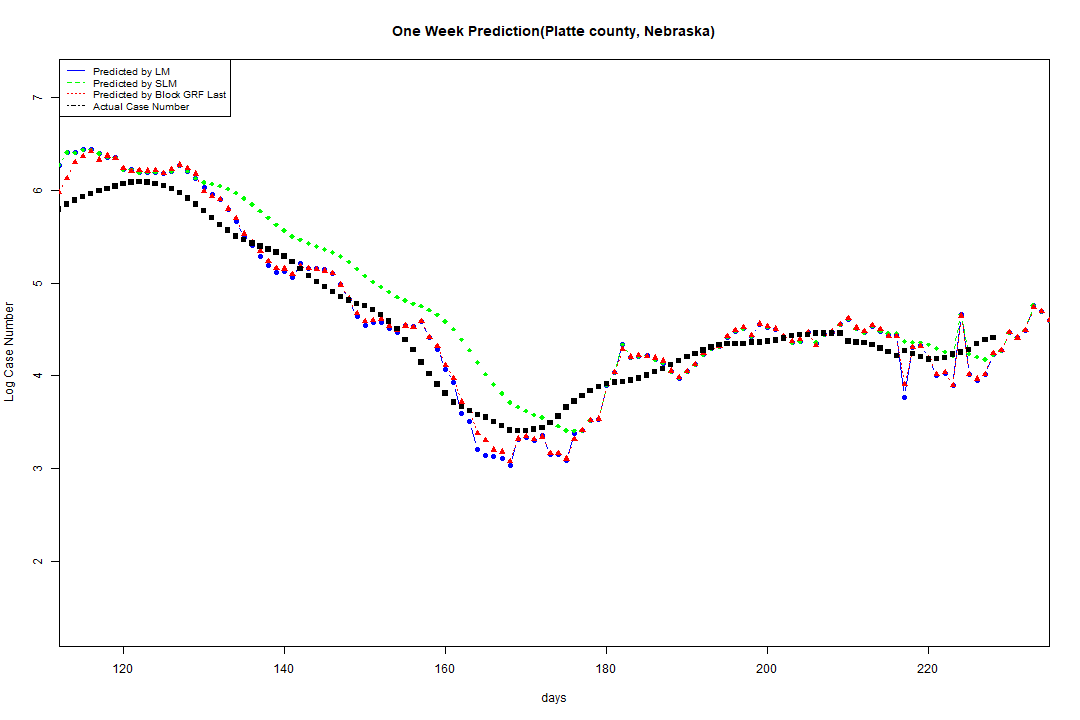 One Week Prediction(Platte county, Nebraska)
Predicted by LM
Predicted by SLM
Predicted by Block GRF Last
Actual Case Number
Log Case Number
7
6
5
4
3
2
120 140 160 180 200 220
days